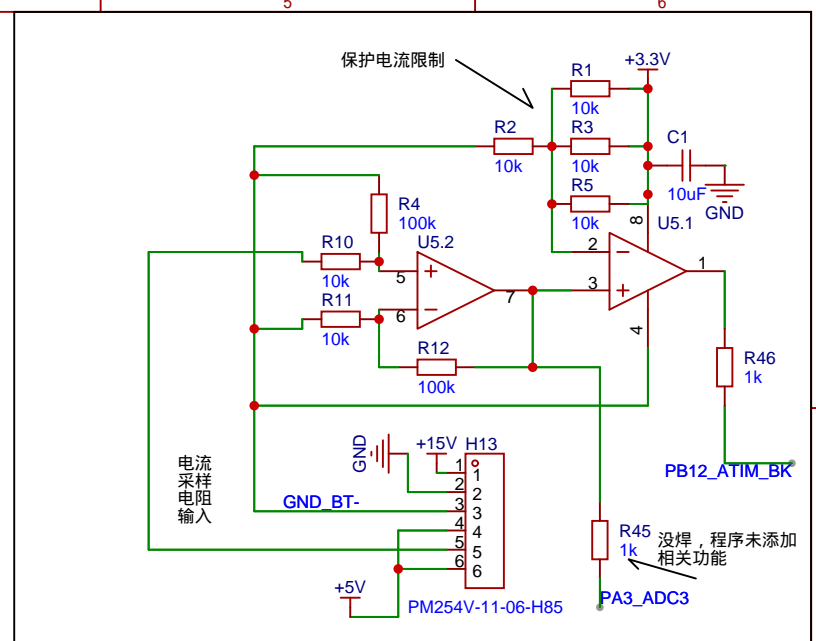 5
6
保护电流限制
+3.3V
R1
10k
R2
10k
R3
10k
C1
10uF
GND
R5
10k
R4
100k
8
U5.1
2
1
3
4
R10
10k
U5.2
5
7
6
R11
10k
R12
100k
R46
1k
PB12_ATIM_BK
电流
采样
电阻
输入
GND
+15V
H13
GND_BT-
1
1
2
2
3
3
4
4
5
5
6
6
+5V
PM254V-11-06-H85
R45
1k
没焊，程序未添加
相关功能
PA3_ADC3